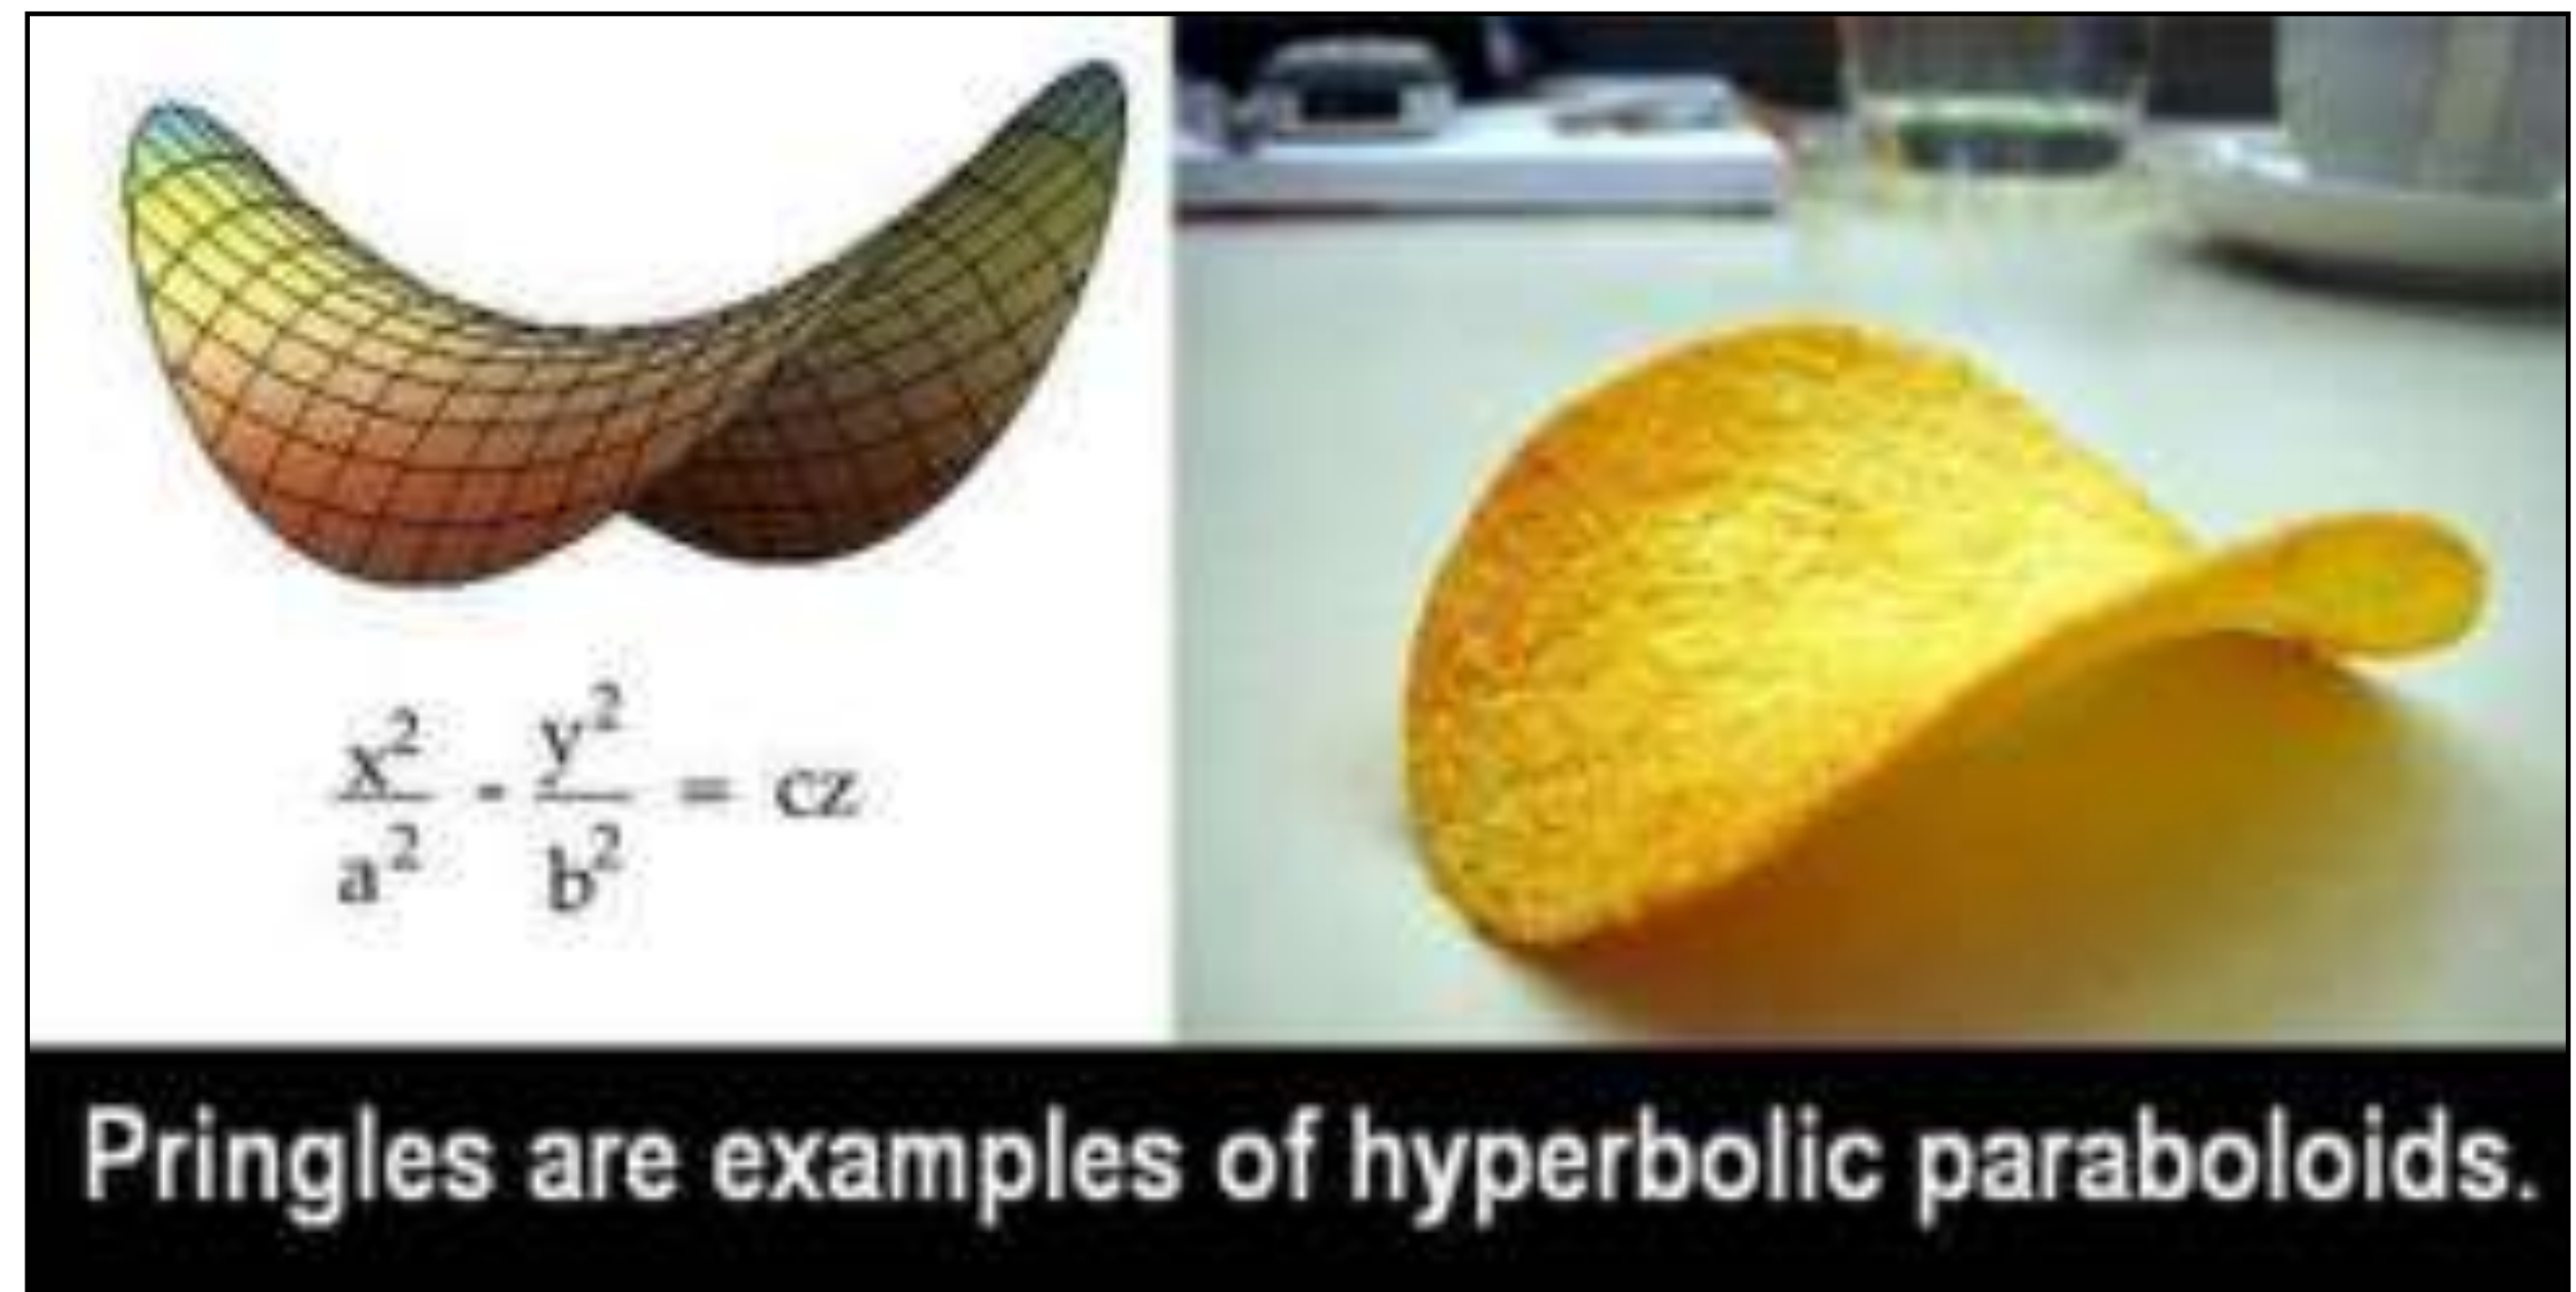 x² / a² - y² / b² = cz
Pringles are examples of hyperbolic paraboloids.